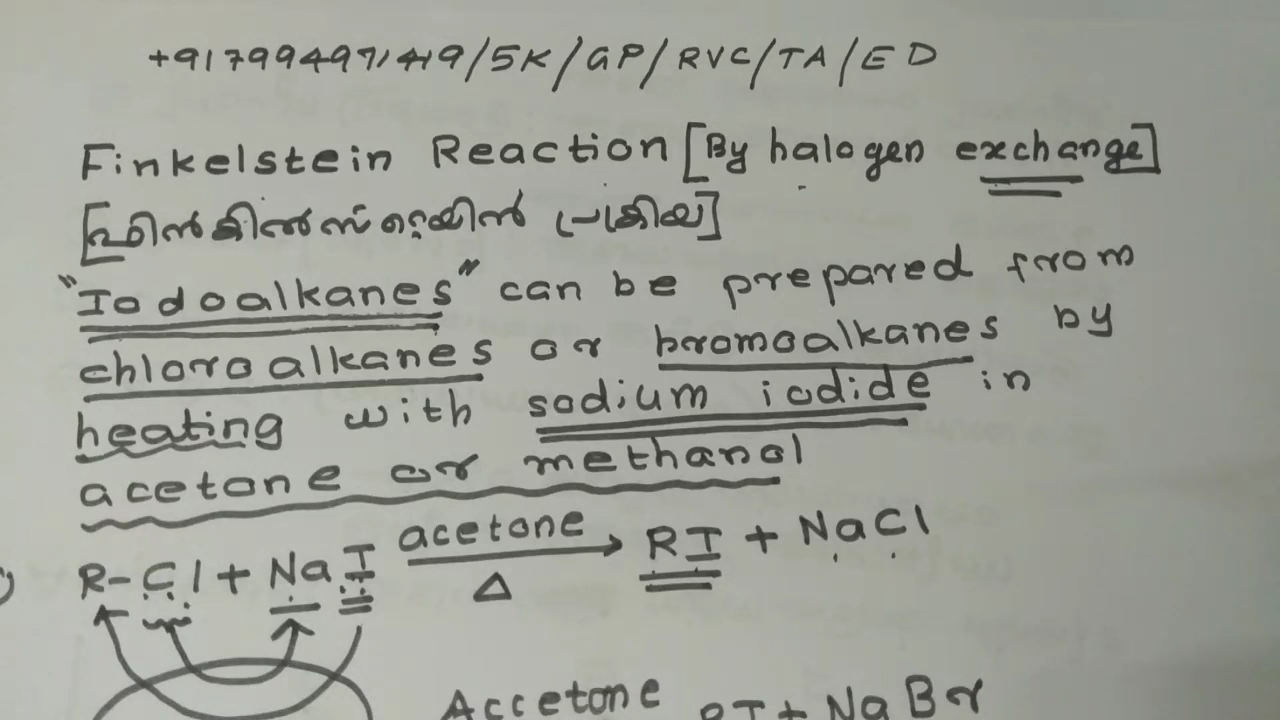 +917994971419/5K/GP/RVC/TA/ED
Finkelstein Reaction [By halogen exchange]
[ഫിൻകിൽസ്റ്റെയിൻ പ്രക്രിയ]
"Iodoalkanes" can be prepared from
chloroalkanes or bromoalkanes by
heating with sodium iodide in
acetone or methanol
R-Cl + NaI acetone → RI + NaCl
Δ
Accetone RI + NaBr